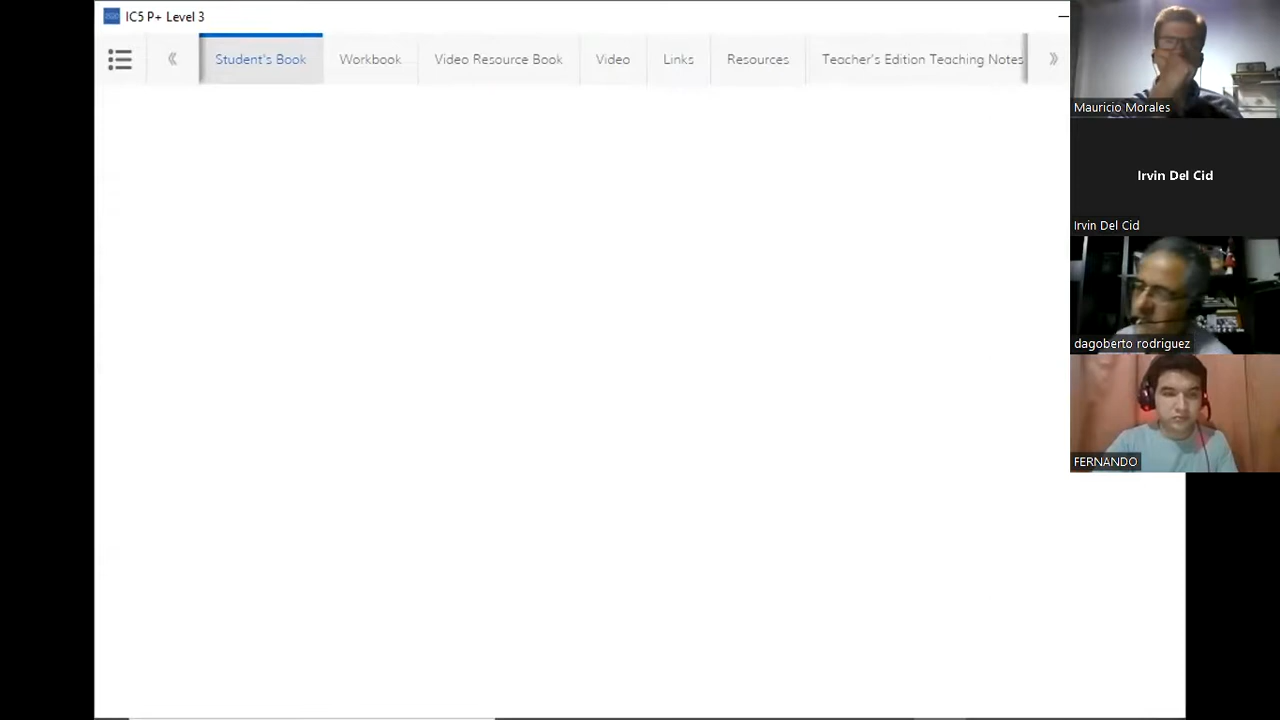 IC5 P+ Level 3
Student's Book
Workbook
Video Resource Book
Video
Links
Resources
Teacher's Edition Teaching Notes
Mauricio Morales
Irvin Del Cid
Irvin Del Cid
dagoberto rodriguez
FERNANDO